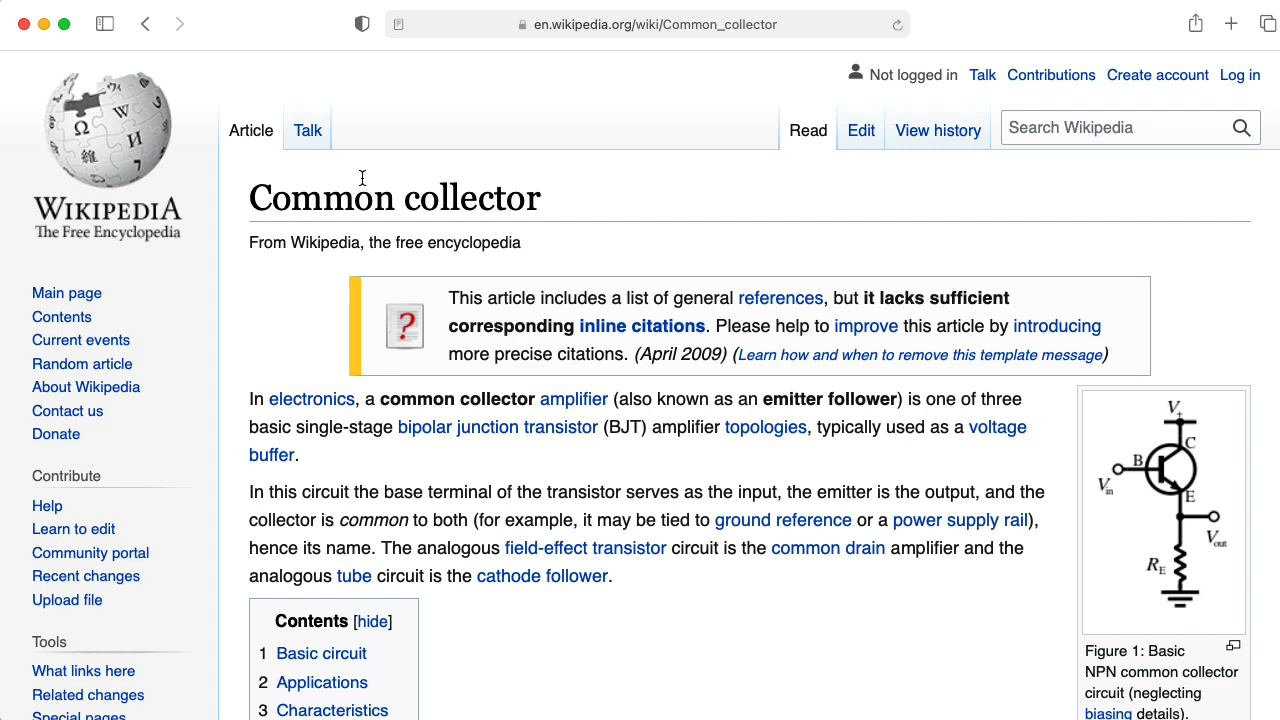 en.wikipedia.org/wiki/Common_collector
Not logged in Talk Contributions Create account Log in
Article Talk Read Edit View history Search Wikipedia
WIKIPEDIA
The Free Encyclopedia
Main page
Contents
Current events
Random article
About Wikipedia
Contact us
Donate
Contribute
Help
Learn to edit
Community portal
Recent changes
Upload file
Tools
What links here
Related changes
Special pages
Common collector
From Wikipedia, the free encyclopedia
This article includes a list of general references, but it lacks sufficient
corresponding inline citations. Please help to improve this article by introducing
more precise citations. (April 2009) (Learn how and when to remove this template message)
In electronics, a common collector amplifier (also known as an emitter follower) is one of three
basic single-stage bipolar junction transistor (BJT) amplifier topologies, typically used as a voltage
buffer.
In this circuit the base terminal of the transistor serves as the input, the emitter is the output, and the
collector is common to both (for example, it may be tied to ground reference or a power supply rail),
hence its name. The analogous field-effect transistor circuit is the common drain amplifier and the
analogous tube circuit is the cathode follower.
Contents [hide]
1 Basic circuit
2 Applications
3 Characteristics
V+
C
B
Vin
E
Vout
RE
Figure 1: Basic
NPN common collector
circuit (neglecting
biasing details).